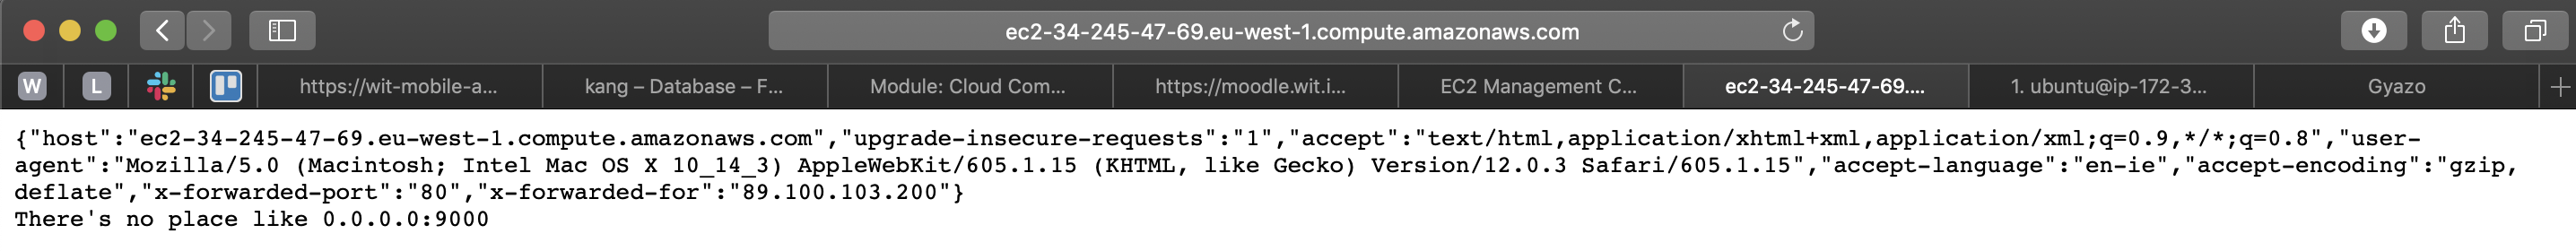 ec2-34-245-47-69.eu-west-1.compute.amazonaws.com
W
L
https://wit-mobile-a...
kang – Database – F...
Module: Cloud Com...
https://moodle.wit.i...
EC2 Management C...
ec2-34-245-47-69....
1. ubuntu@ip-172-3...
Gyazo
{"host":"ec2-34-245-47-69.eu-west-1.compute.amazonaws.com","upgrade-insecure-requests":"1","accept":"text/html,application/xhtml+xml,application/xml;q=0.9,*/*;q=0.8","user-
agent":"Mozilla/5.0 (Macintosh; Intel Mac OS X 10_14_3) AppleWebKit/605.1.15 (KHTML, like Gecko) Version/12.0.3 Safari/605.1.15","accept-language":"en-ie","accept-encoding":"gzip,
deflate","x-forwarded-port":"80","x-forwarded-for":"89.100.103.200"}
There's no place like 0.0.0.0:9000